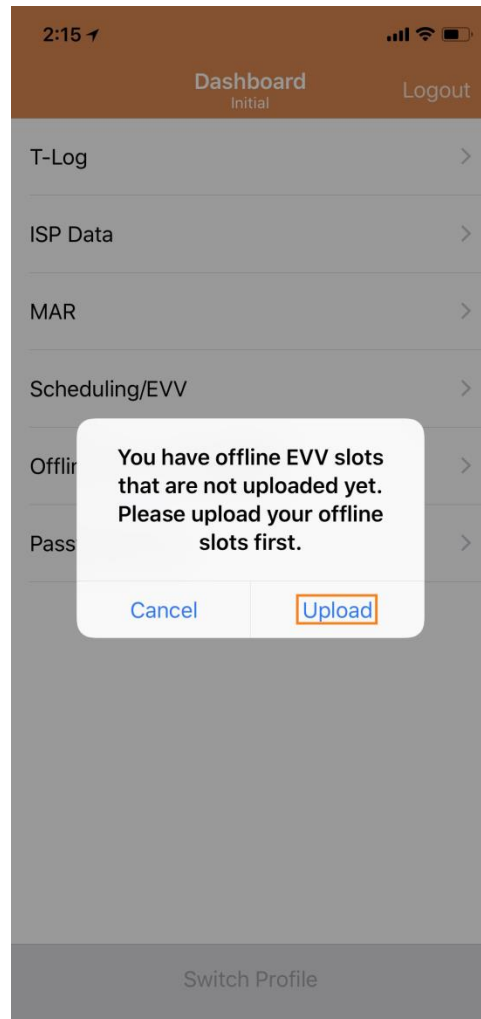 2:15
Dashboard
Initial
Logout
T-Log
ISP Data
MAR
Scheduling/EVV
Offlin
Pass
You have offline EVV slots
that are not uploaded yet.
Please upload your offline
slots first.
Cancel
Upload
Switch Profile